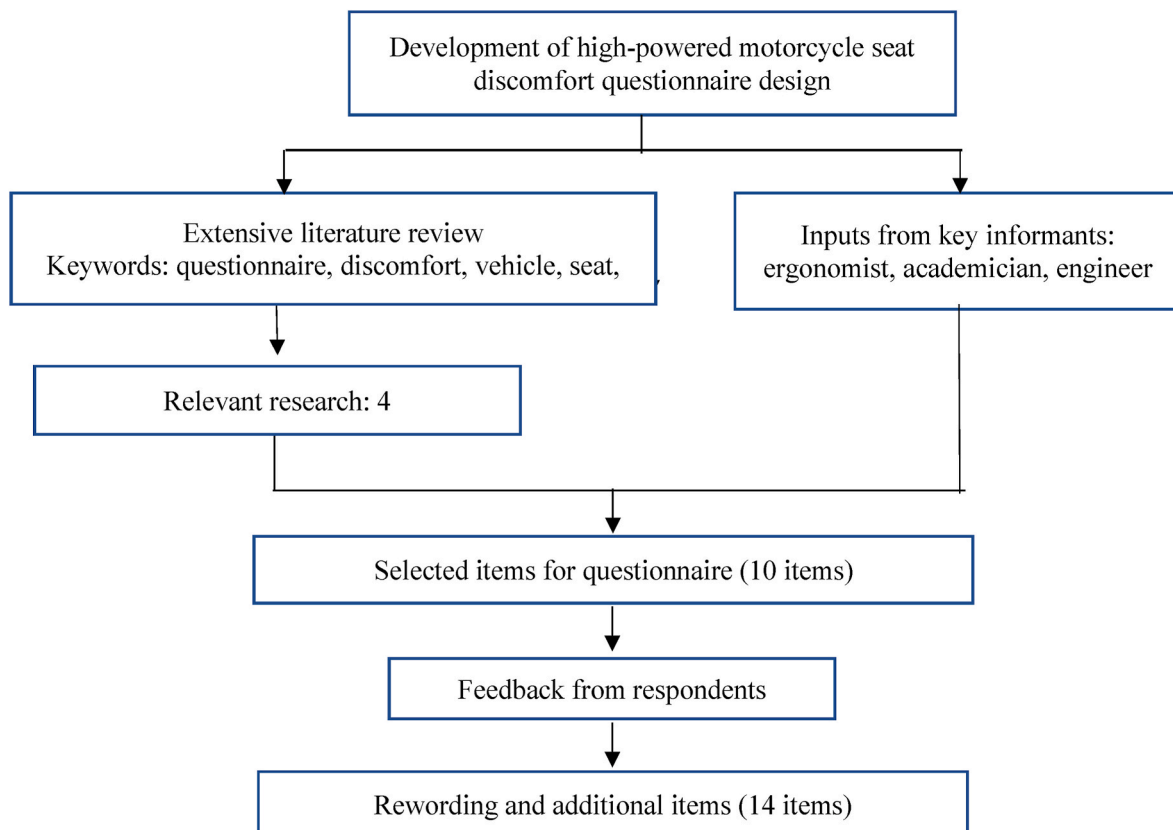 Development of high-powered motorcycle seat
discomfort questionnaire design
Extensive literature review
Keywords: questionnaire, discomfort, vehicle, seat,
Inputs from key informants:
ergonomist, academician, engineer
Relevant research: 4
Selected items for questionnaire (10 items)
Feedback from respondents
Rewording and additional items (14 items)